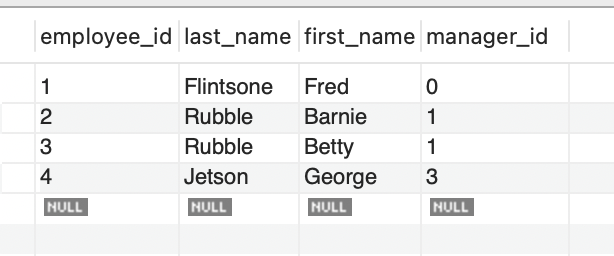 employee_id last_name first_name manager_id
1 Flintsone Fred 0
2 Rubble Barnie 1
3 Rubble Betty 1
4 Jetson George 3
NULL NULL NULL NULL